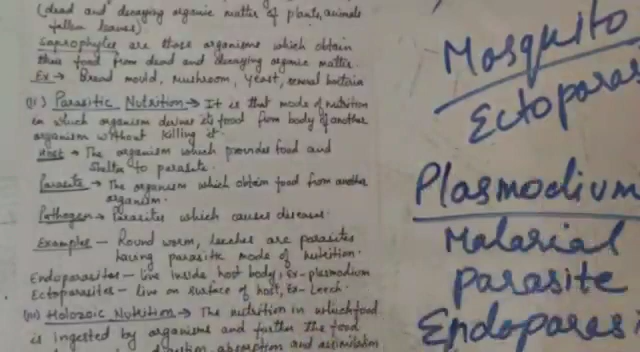 (dead and decaying organic matter of plants, animals
fallen leaves)
Saprophytes are those organisms which obtain
their food from dead and decaying organic matter.
Ex → Bread mould, Mushroom, Yeast, several bacteria
(ii) Parasitic Nutrition → It is that mode of nutrition
in which organism derives its food from body of another
organism without killing it.
Host → The organism which provides food and
shelter to parasite.
Parasite → The organism which obtain food from another
organism.
Pathogen → Parasites which causes diseases.
Examples – Round worm, leeches are parasites
having parasitic mode of nutrition.
Endoparasites – live inside host body, Ex – plasmodium
Ectoparasites – live on surface of host, Ex – Leech.
(iii) Holozoic Nutrition → The nutrition in which food
is ingested by organisms and further the food
absorption and assimilation
Mosquito
Ectoparas
Plasmodium
Malarial
parasite
Endoparasi